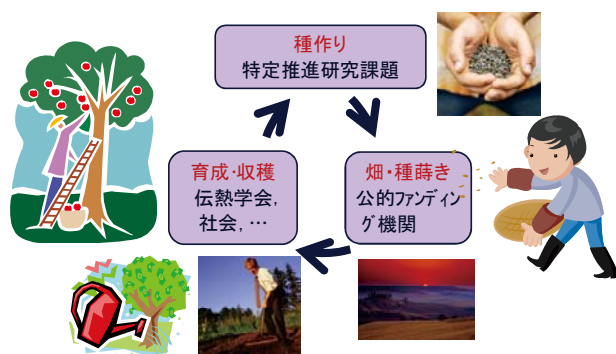 種作り
特定推進研究課題
育成・収穫
伝熱学会，
社会，…
畑・種蒔き
公的ファンディン
グ機関